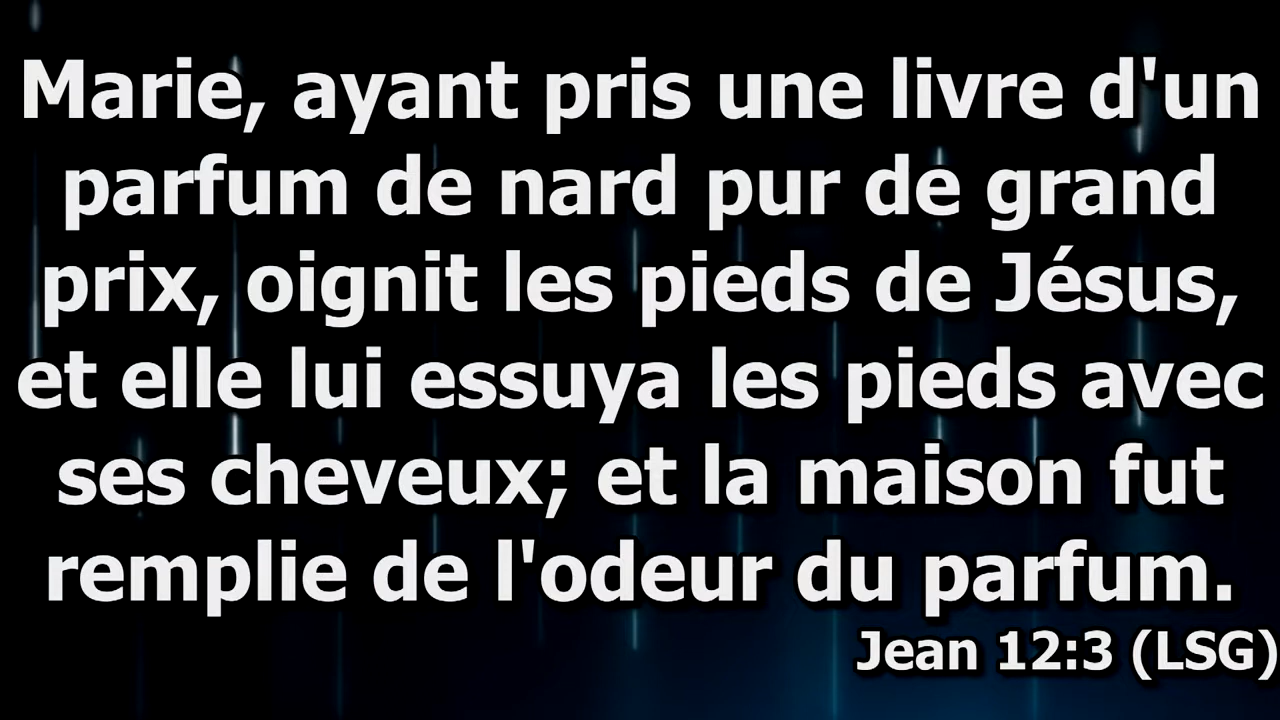 Marie, ayant pris une livre d'un
parfum de nard pur de grand
prix, oignit les pieds de Jésus,
et elle lui essuya les pieds avec
ses cheveux; et la maison fut
remplie de l'odeur du parfum.
Jean 12:3 (LSG)